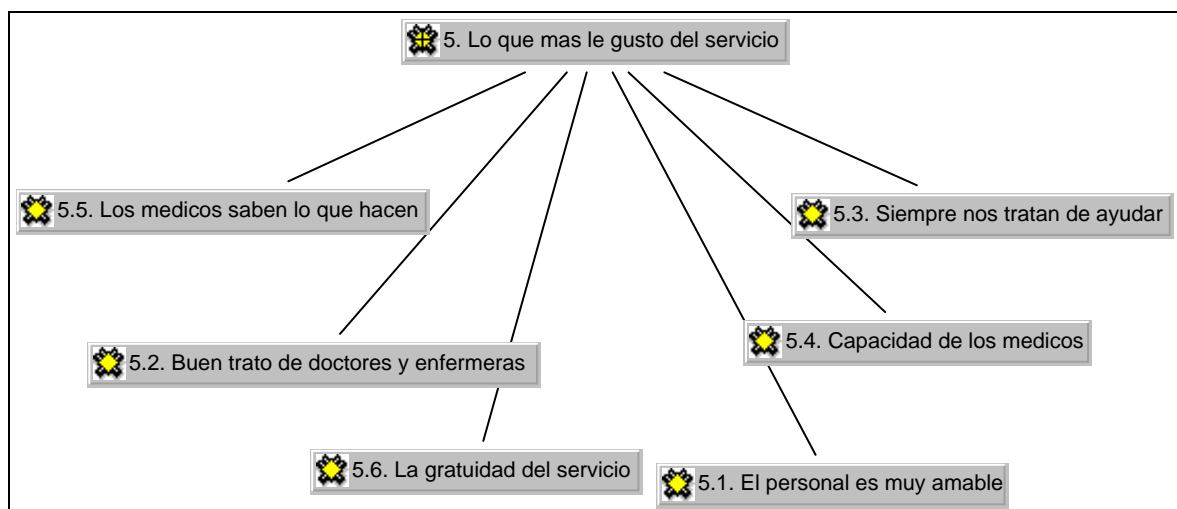 5. Lo que mas le gusto del servicio
5.5. Los medicos saben lo que hacen
5.3. Siempre nos tratan de ayudar
5.4. Capacidad de los medicos
5.2. Buen trato de doctores y enfermeras
5.6. La gratuidad del servicio
5.1. El personal es muy amable